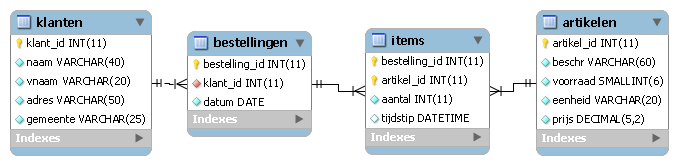 klanten
klant_id INT(11)
naam VARCHAR(40)
vnaam VARCHAR(20)
adres VARCHAR(50)
gemeente VARCHAR(25)
Indexes
bestellingen
bestelling_id INT(11)
klant_id INT(11)
datum DATE
Indexes
items
bestelling_id INT(11)
artikel_id INT(11)
aantal INT(11)
tijdstip DATETIME
Indexes
artikelen
artikel_id INT(11)
beschr VARCHAR(60)
voorraad SMALLINT(6)
eenheid VARCHAR(20)
prijs DECIMAL(5,2)
Indexes